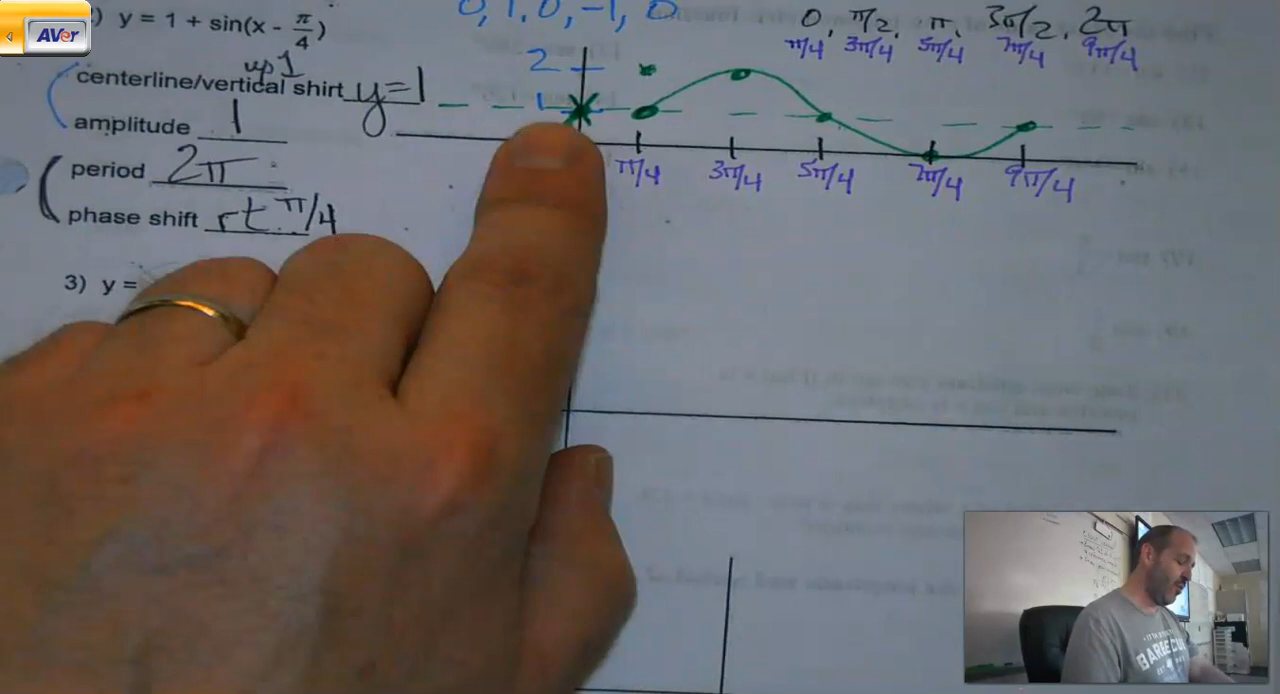 ) y = 1 + sin(x - π/4)
0, 1, 0, -1, 0
0, π/2, π, 3π/2, 2π
π/4 3π/4 5π/4 7π/4 9π/4
AVer
up 1
centerline/vertical shirt y=1
2
1
amplitude 1
period 2π
π/4 3π/4 5π/4 7π/4 9π/4
phase shift rt π/4
3) y =
BARBECU